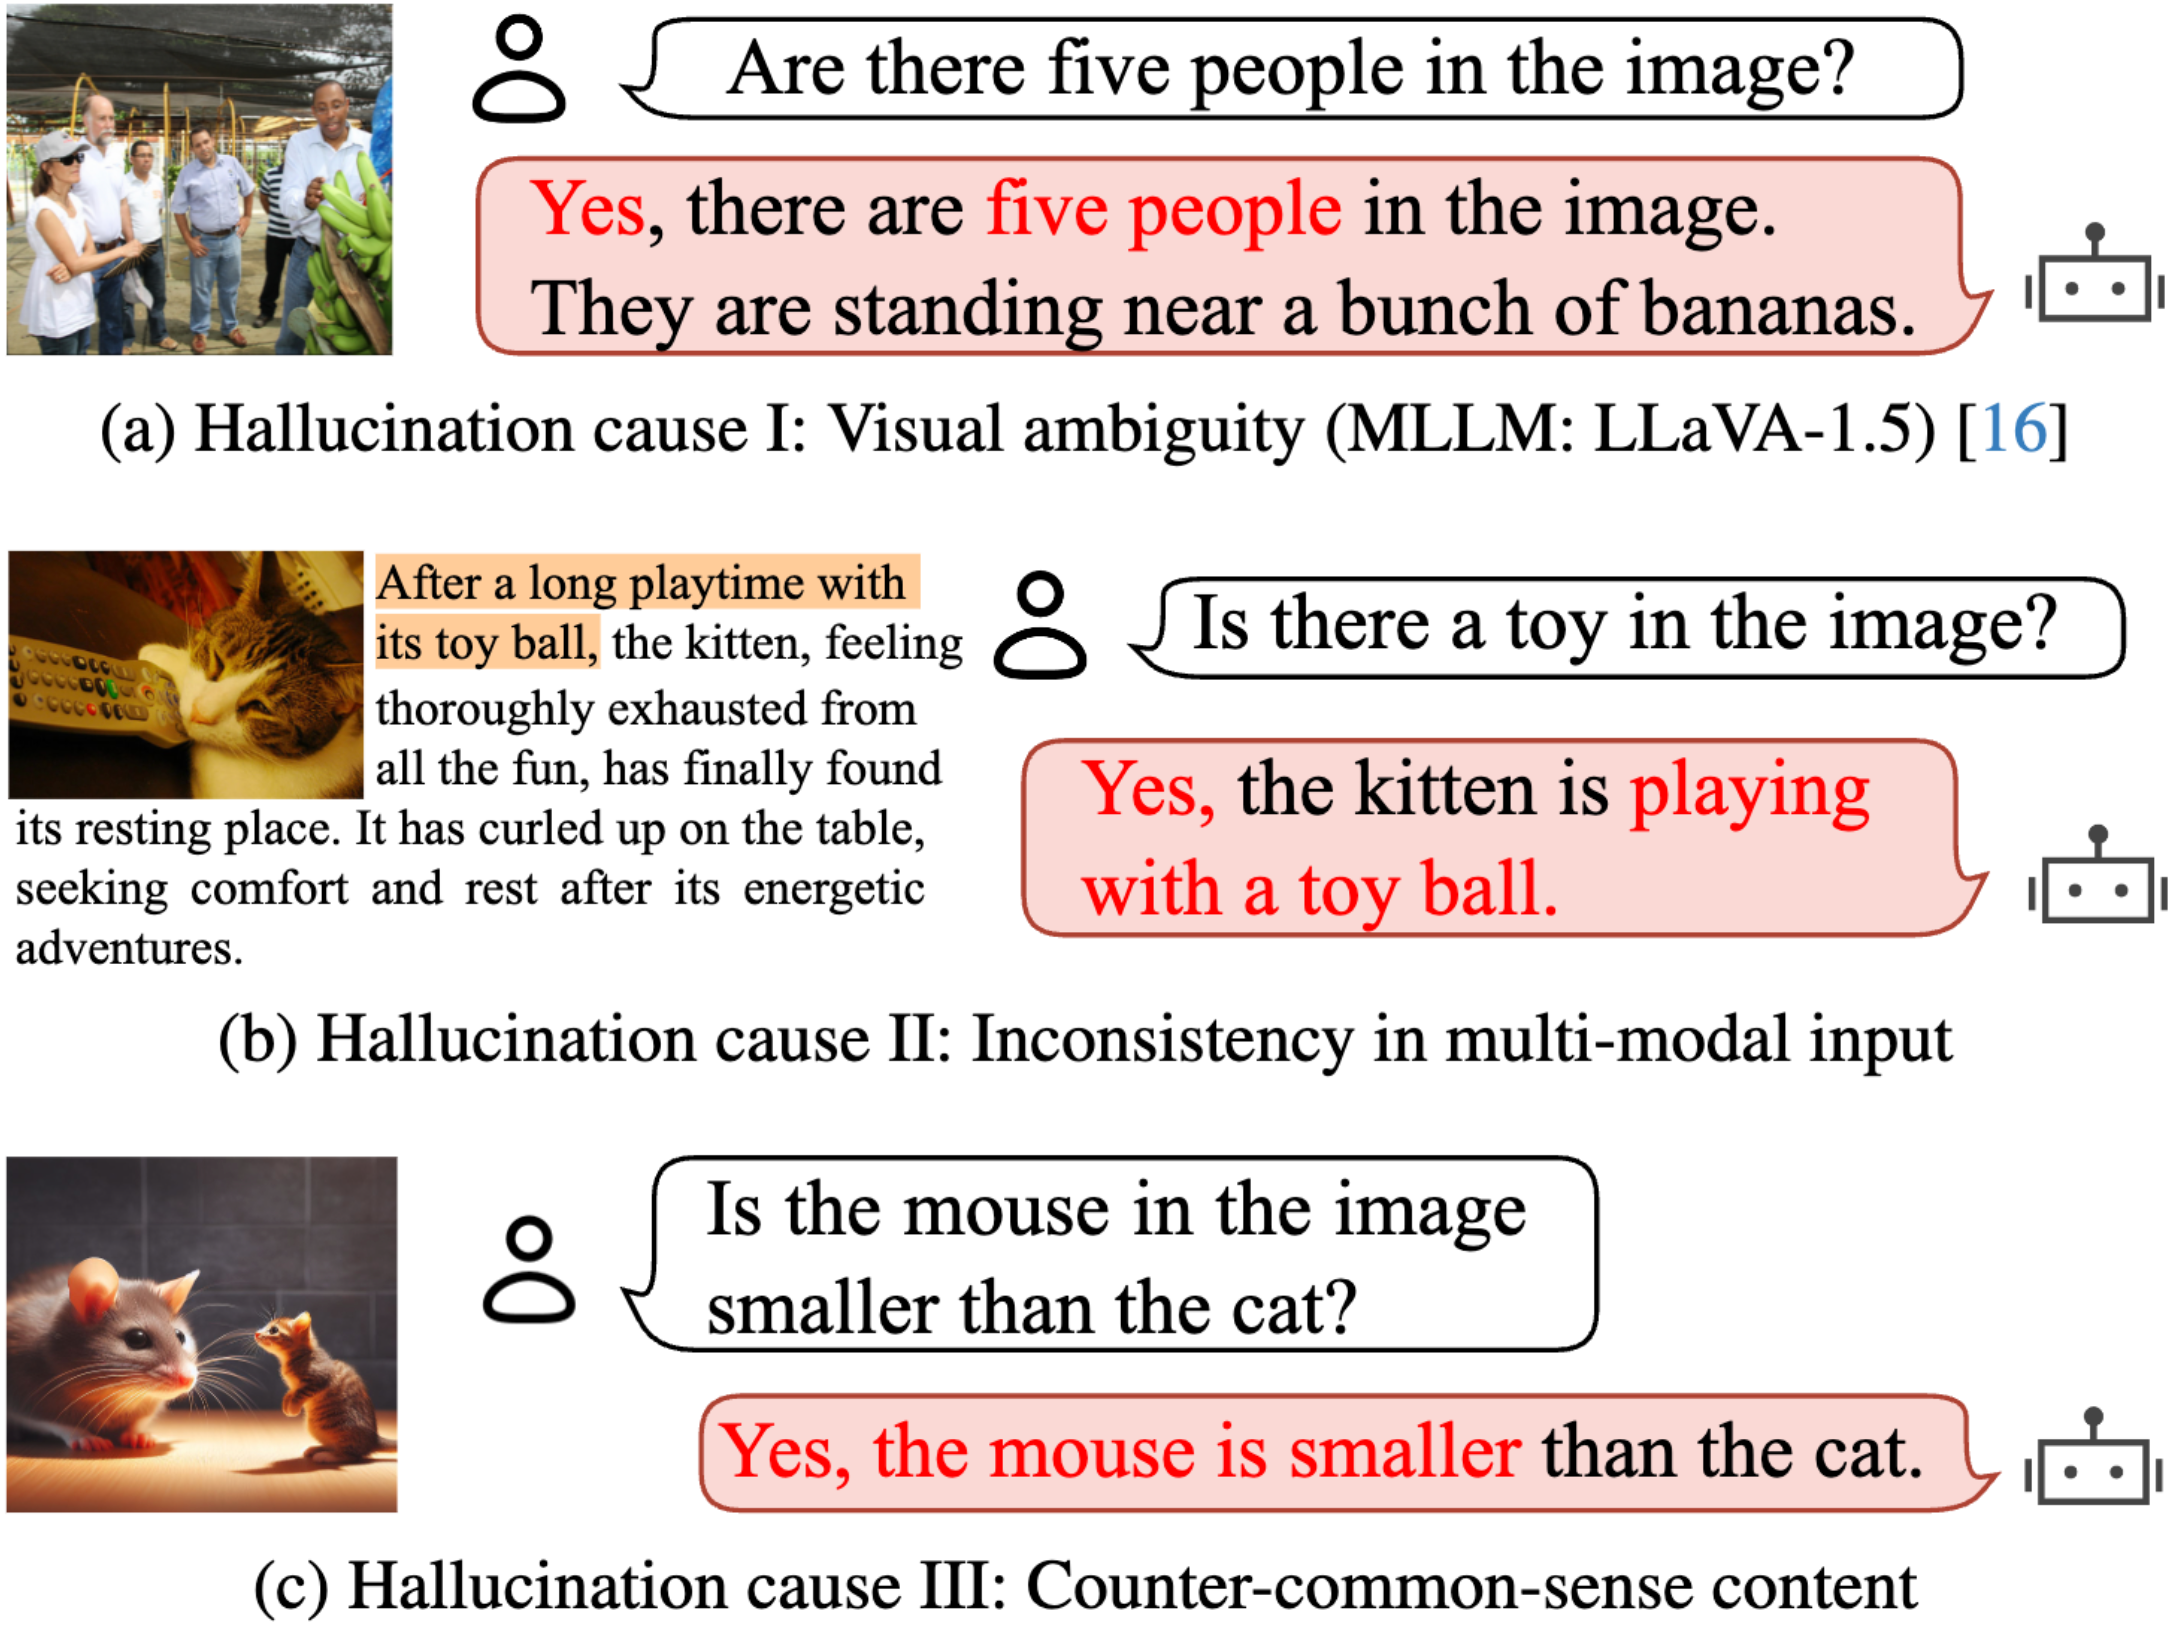 Are there five people in the image?
Yes, there are five people in the image.
They are standing near a bunch of bananas.
(a) Hallucination cause I: Visual ambiguity (MLLM: LLaVA-1.5) [16]
After a long playtime with
its toy ball, the kitten, feeling
thoroughly exhausted from
all the fun, has finally found
its resting place. It has curled up on the table,
seeking comfort and rest after its energetic
adventures.
Is there a toy in the image?
Yes, the kitten is playing
with a toy ball.
(b) Hallucination cause II: Inconsistency in multi-modal input
Is the mouse in the image
smaller than the cat?
Yes, the mouse is smaller than the cat.
(c) Hallucination cause III: Counter-common-sense content